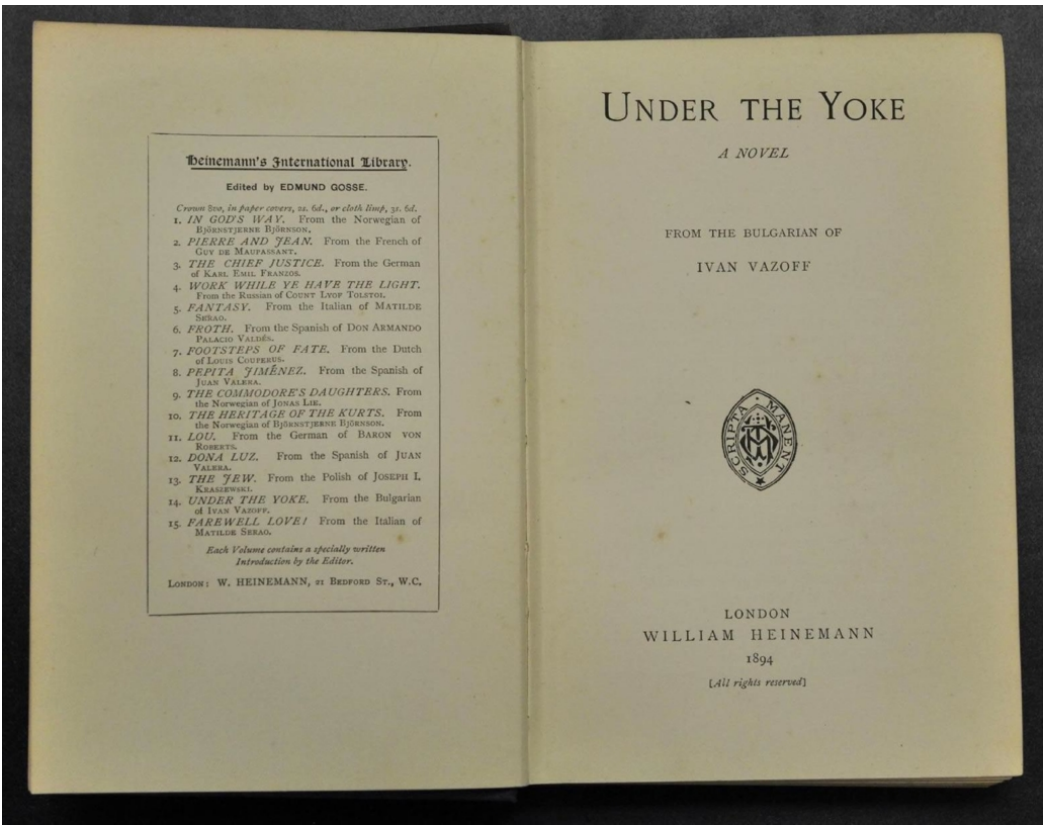 Heinemann's International Library.
Edited by EDMUND GOSSE.
Crown 8vo, in paper covers, 2s. 6d., or cloth limp, 3s. 6d.
1. IN GOD'S WAY. From the Norwegian of
BJÖRNSTJERNE BJÖRNSON.
2. PIERRE AND JEAN. From the French of
GUY DE MAUPASSANT.
3. THE CHIEF JUSTICE. From the German
of KARL EMIL FRANZOS.
4. WORK WHILE YE HAVE THE LIGHT.
From the Russian of COUNT LYOF TOLSTOI.
5. FANTASY. From the Italian of MATILDE
SERAO.
6. FROTH. From the Spanish of DON ARMANDO
PALACIO VALDÉS.
7. FOOTSTEPS OF FATE. From the Dutch
of LOUIS COUPERUS.
8. PEPITA JIMÉNEZ. From the Spanish of
JUAN VALERA.
9. THE COMMODORE'S DAUGHTERS. From
the Norwegian of JONAS LIE.
10. THE HERITAGE OF THE KURTS. From
the Norwegian of BJÖRNSTJERNE BJÖRNSON.
11. LOU. From the German of BARON VON
ROBERTS.
12. DONA LUZ. From the Spanish of JUAN
VALERA.
13. THE JEW. From the Polish of JOSEPH I.
KRASZEWSKI.
14. UNDER THE YOKE. From the Bulgarian
of IVAN VAZOFF.
15. FAREWELL LOVE! From the Italian of
MATILDE SERAO.
Each Volume contains a specially written
Introduction by the Editor.
LONDON: W. HEINEMANN, 21 BEDFORD ST., W.C.
UNDER THE YOKE
A NOVEL
FROM THE BULGARIAN OF
IVAN VAZOFF
SCRIPTA MANENT
LONDON
WILLIAM HEINEMANN
1894
[All rights reserved]